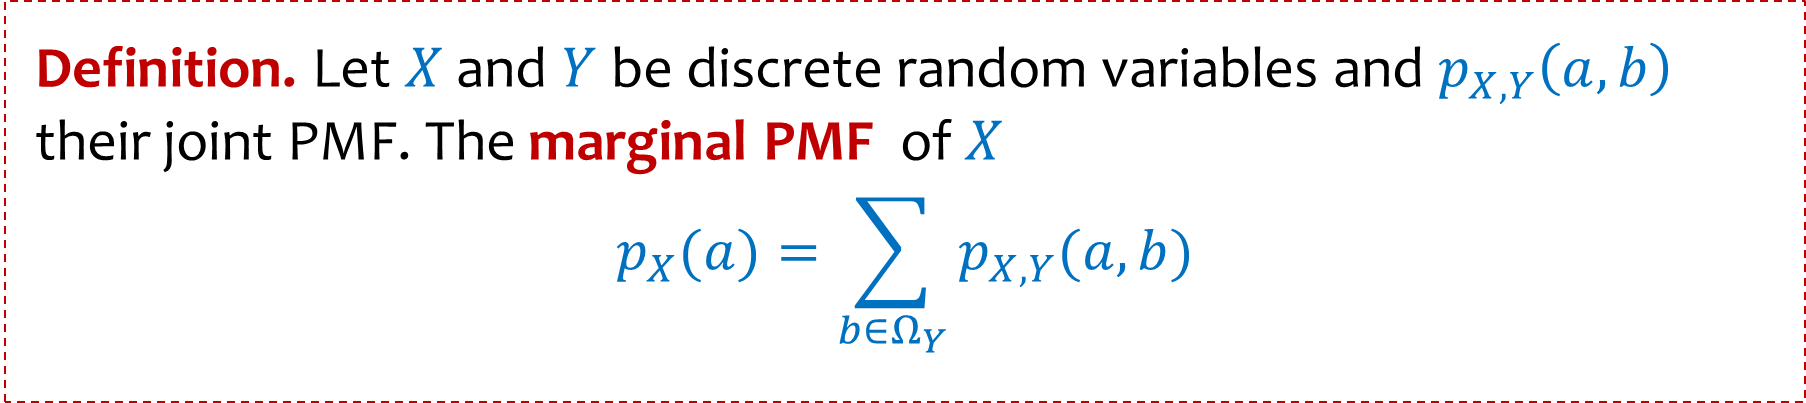 Definition. Let X and Y be discrete random variables and p_{X,Y}(a, b)
their joint PMF. The marginal PMF of X
p_X(a) = ∑_{b∈Ω_Y} p_{X,Y}(a, b)